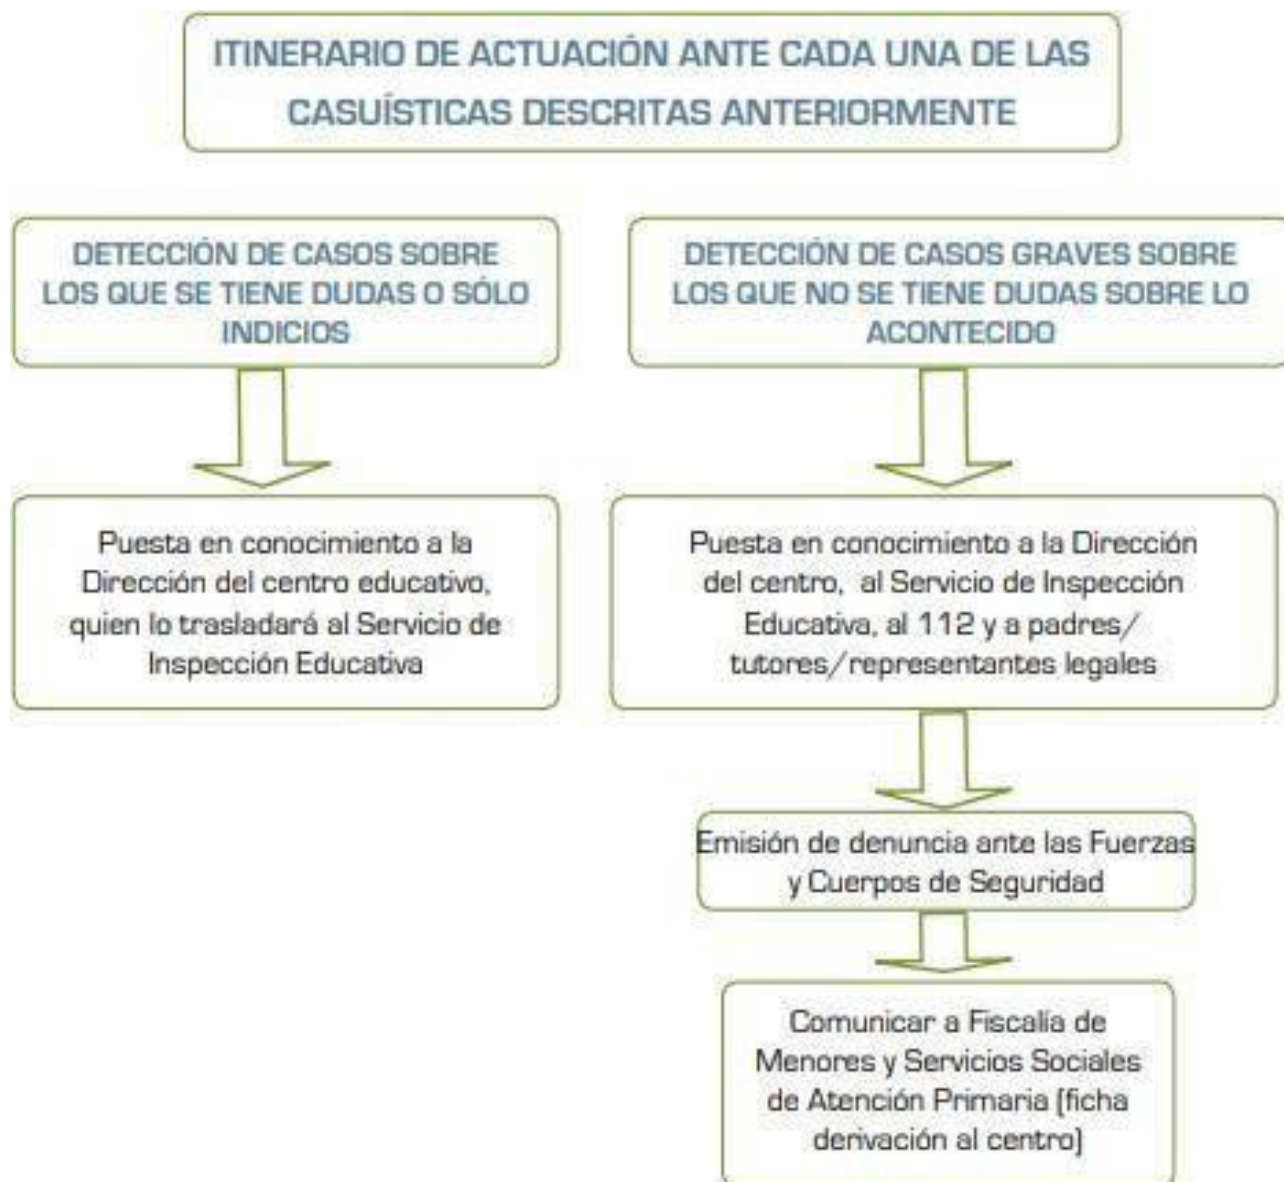 ITINERARIO DE ACTUACIÓN ANTE CADA UNA DE LAS
CASUÍSTICAS DESCRITAS ANTERIORMENTE
DETECCIÓN DE CASOS SOBRE
LOS QUE SE TIENE DUDAS O SÓLO
INDICIOS
DETECCIÓN DE CASOS GRAVES SOBRE
LOS QUE NO SE TIENE DUDAS SOBRE LO
ACONTECIDO
Puesta en conocimiento a la
Dirección del centro educativo,
quien lo trasladará al Servicio de
Inspección Educativa
Puesta en conocimiento a la Dirección
del centro, al Servicio de Inspección
Educativa, al 112 y a padres/
tutores/representantes legales
Emisión de denuncia ante las Fuerzas
y Cuerpos de Seguridad
Comunicar a Fiscalía de
Menores y Servicios Sociales
de Atención Primaria (ficha
derivación al centro)